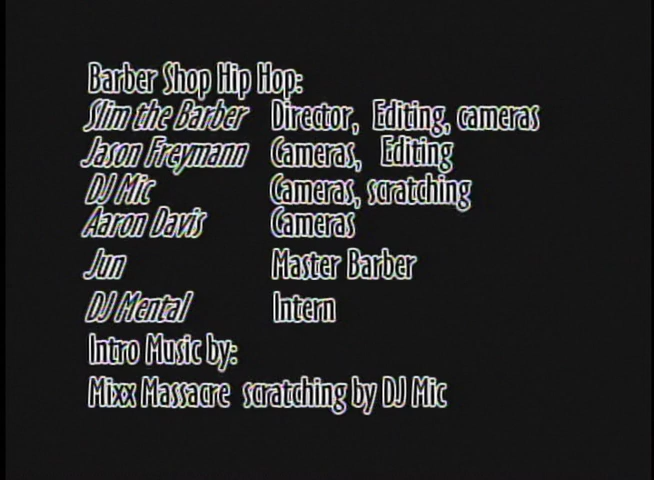 Barber Shop Hip Hop:
Slim the Barber Director, Editing, cameras
Jason Freymann Cameras, Editing
DJ Mic Cameras, scratching
Aaron Davis Cameras
Jun Master Barber
DJ Mental Intern
Intro Music by:
Mixx Massacre scratching by DJ Mic